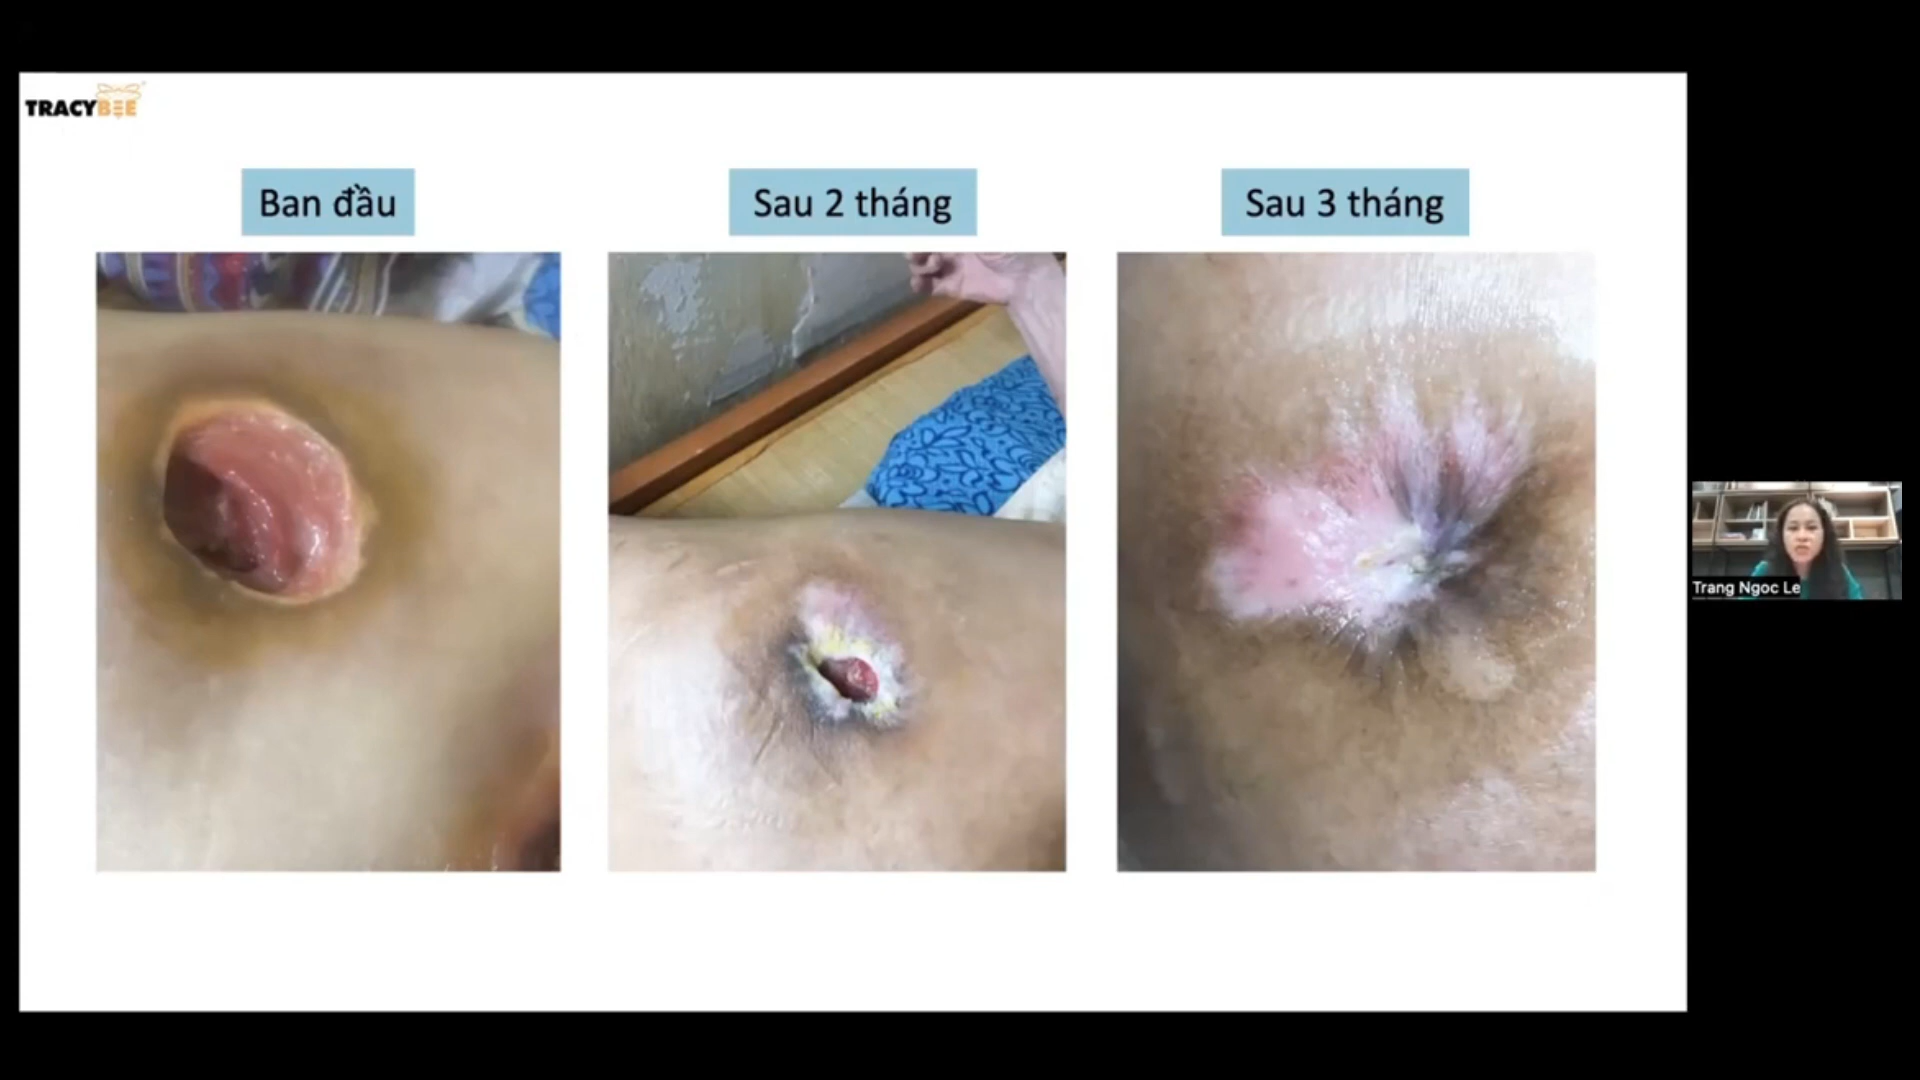 TRACYBEE
Ban đầu
Sau 2 tháng
Sau 3 tháng
Trang Ngoc Le